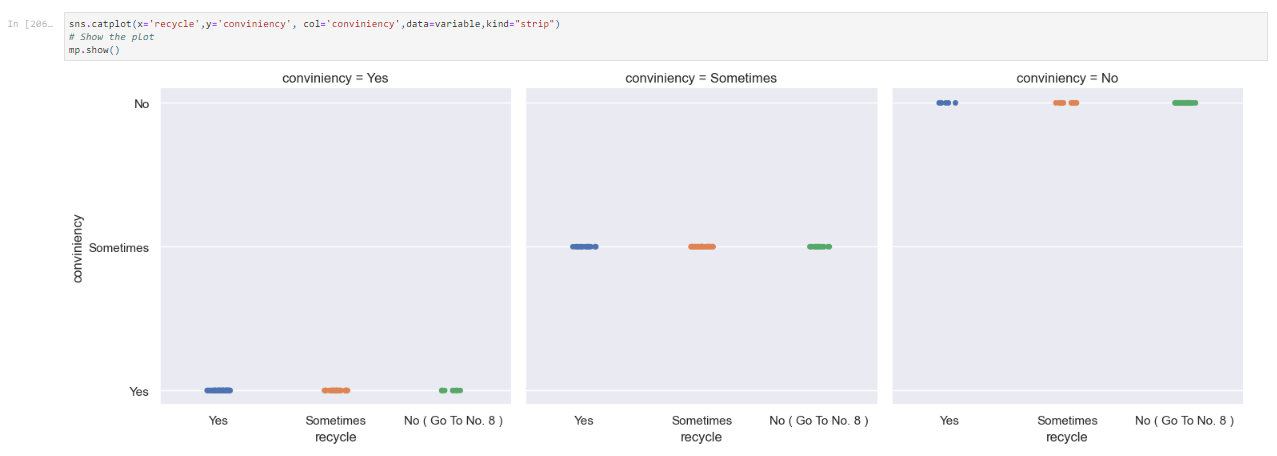 In [206…
sns.catplot(x='recycle',y='conviniency', col='conviniency',data=variable,kind="strip")
# Show the plot
mp.show()
conviniency = Yes
conviniency = Sometimes
conviniency = No
No
Sometimes
Yes
conviniency
Yes Sometimes No ( Go To No. 8 )
recycle
Yes Sometimes No ( Go To No. 8 )
recycle
Yes Sometimes No ( Go To No. 8 )
recycle